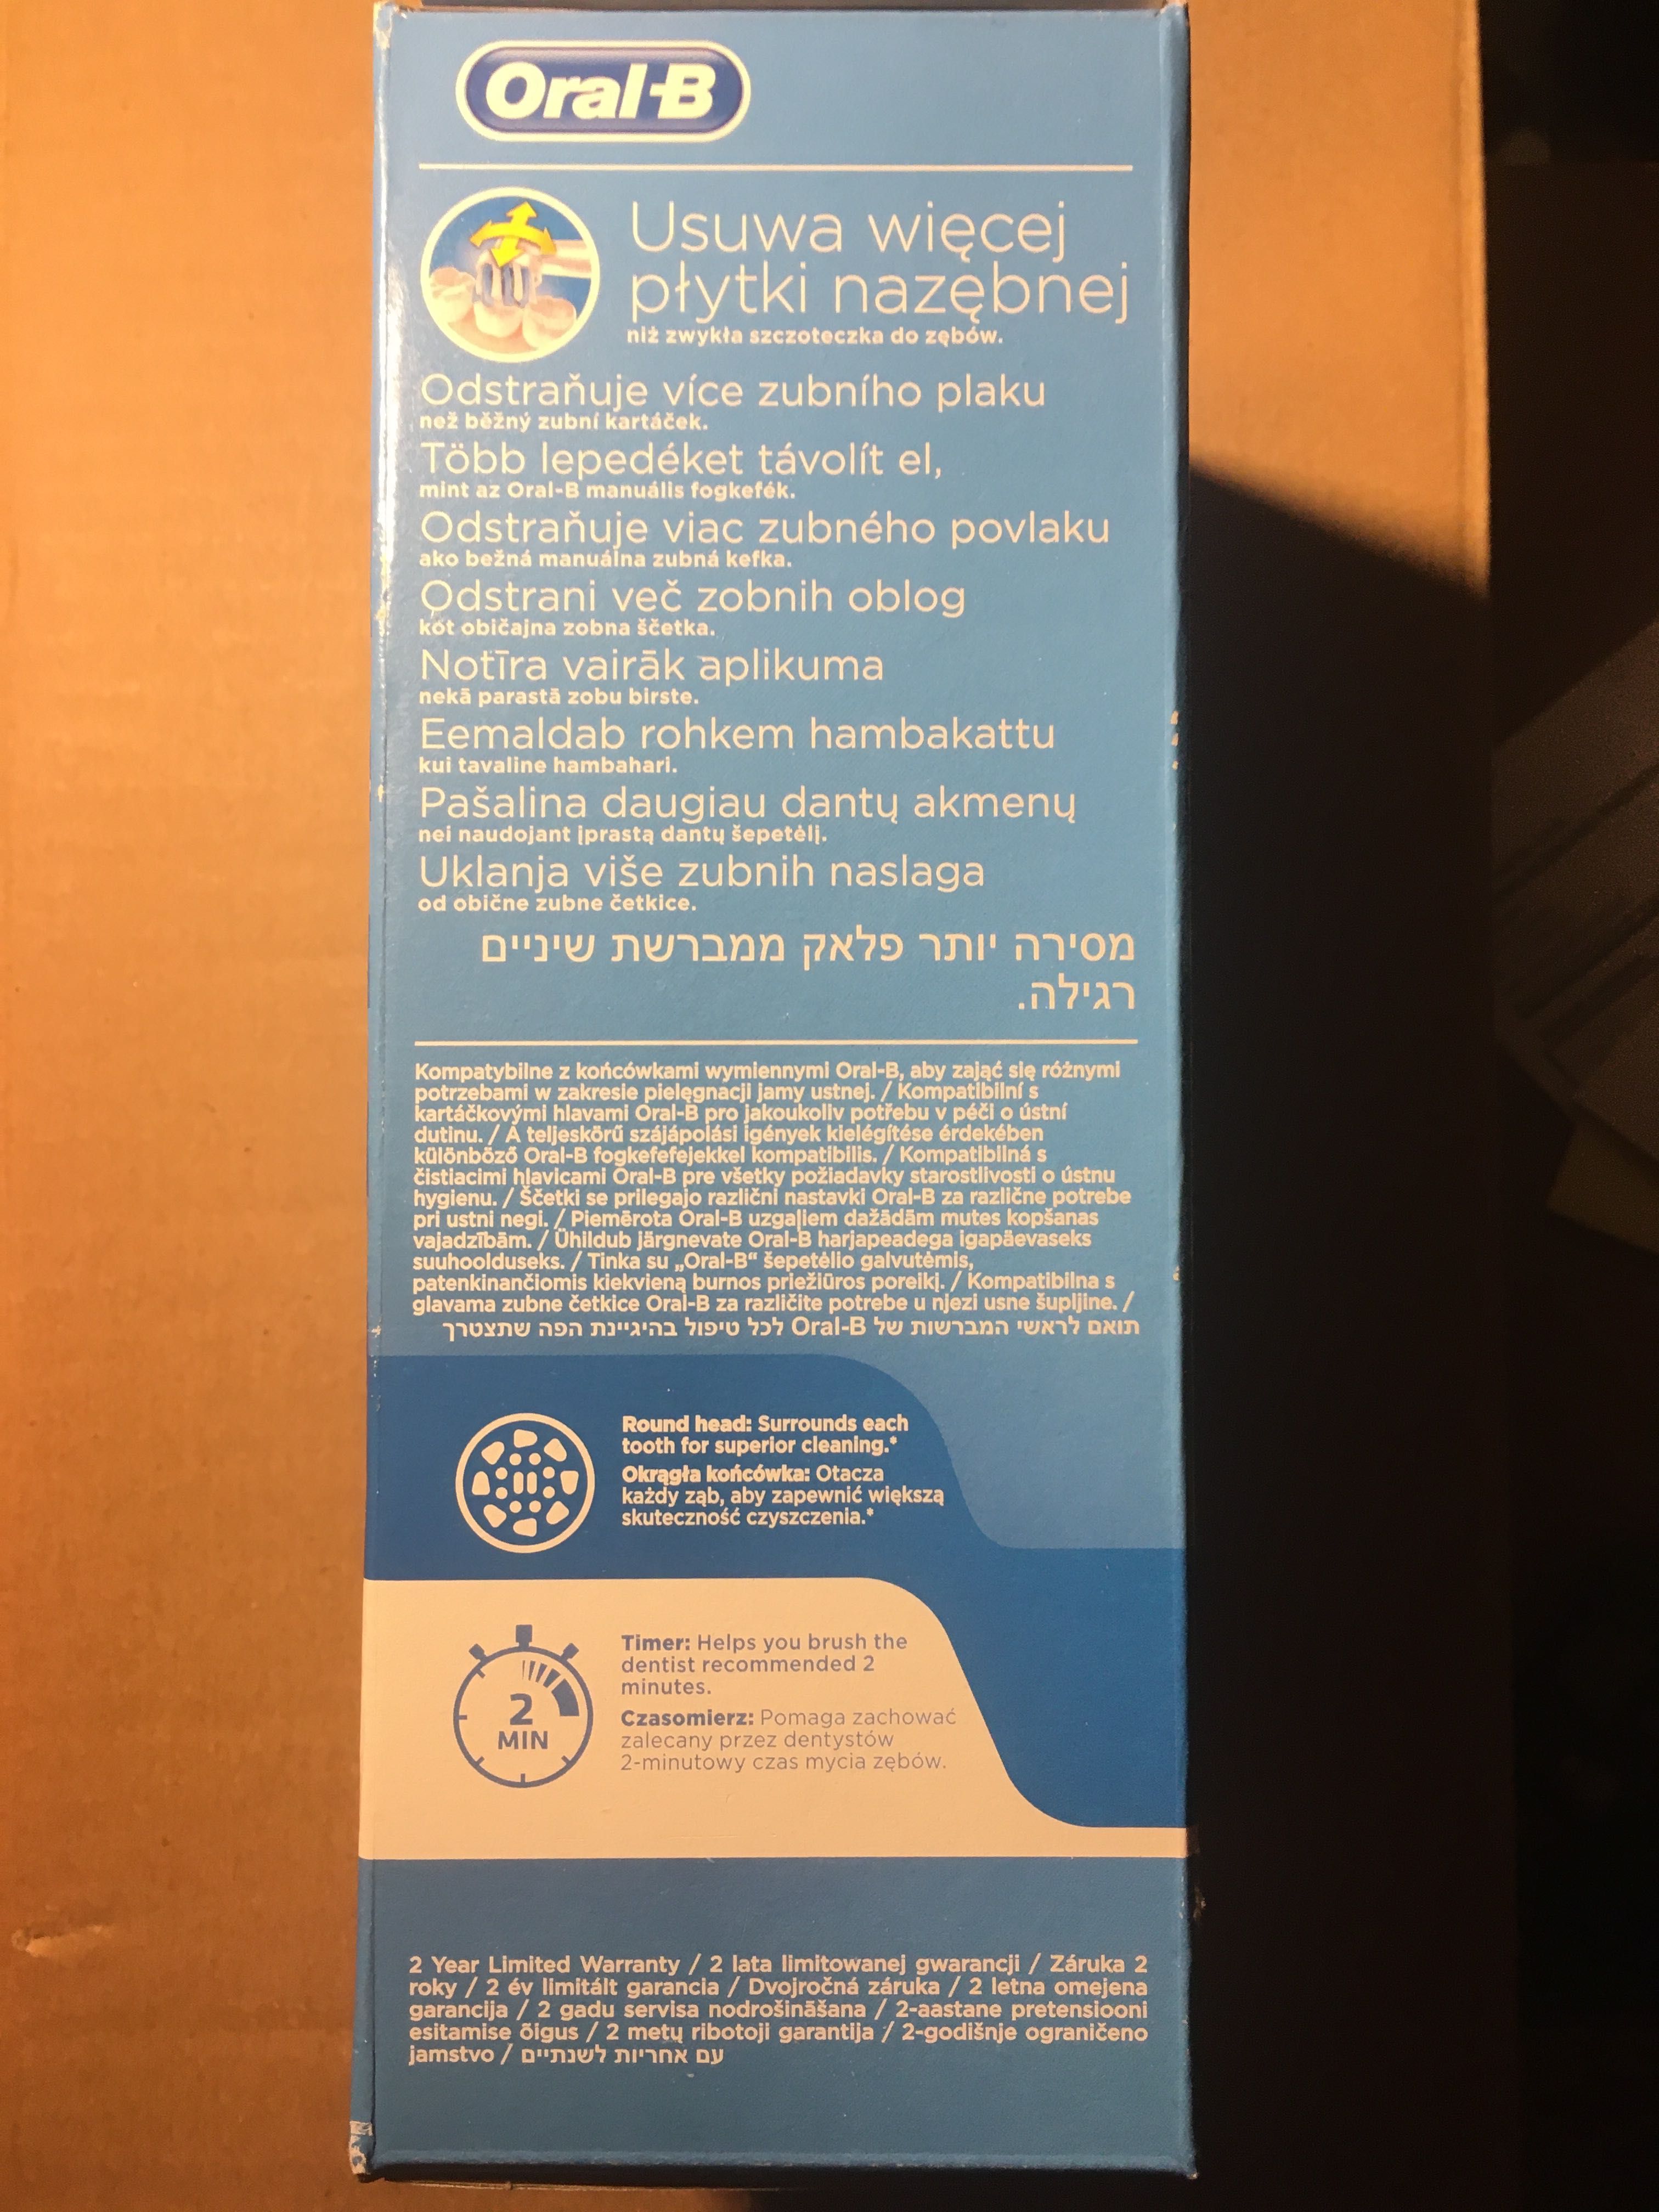 Oral-B
Usuwa więcej
płytki nazębnej
niż zwykła szczoteczka do zębów.
Odstraňuje více zubního plaku
než běžný zubní kartáček.
Több lepedéket távolít el,
mint az Oral-B manuális fogkefék.
Odstraňuje viac zubného povlaku
ako bežná manuálna zubná kefka.
Odstrani več zobnih oblog
kot običajna zobna ščetka.
Notīra vairāk aplikuma
nekā parastā zobu birste.
Eemaldab rohkem hambakattu
kui tavaline hambahari.
Pašalina daugiau dantų akmenų
nei naudojant įprastą dantų šepetėlį.
Uklanja više zubnih naslaga
od obične zubne četkice.
מסירה יותר פלאק ממברשת שיניים
רגילה.
Kompatybilne z końcówkami wymiennymi Oral-B, aby zająć się różnymi
potrzebami w zakresie pielęgnacji jamy ustnej. / Kompatibilní s
kartáčkovými hlavami Oral-B pro jakoukoliv potřebu v péči o ústní
dutinu. / A teljeskörű szájápolási igények kielégítése érdekében
különböző Oral-B fogkefefejekkel kompatibilis. / Kompatibilná s
čistiacimi hlavicami Oral-B pre všetky požiadavky starostlivosti o ústnu
hygienu. / Ščetki se prilegajo različni nastavki Oral-B za različne potrebe
pri ustni negi. / Piemērota Oral-B uzgaļiem dažādām mutes kopšanas
vajadzībām. / Ühildub järgnevate Oral-B harjapeadega igapäevaseks
suuhoolduseks. / Tinka su „Oral-B“ šepetėlio galvutėmis,
patenkinančiomis kiekvieną burnos priežiūros poreikį. / Kompatibilna s
glavama zubne četkice Oral-B za različite potrebe u njezi usne šupljine. /
תואם לראשי המברשות של Oral-B לכל טיפול בהיגיינת הפה שתצטרך
Round head: Surrounds each
tooth for superior cleaning.*
Okrągła końcówka: Otacza
każdy ząb, aby zapewnić większą
skuteczność czyszczenia.*
2
MIN
Timer: Helps you brush the
dentist recommended 2
minutes.
Czasomierz: Pomaga zachować
zalecany przez dentystów
2-minutowy czas mycia zębów.
2 Year Limited Warranty / 2 lata limitowanej gwarancji / Záruka 2
roky / 2 év limitált garancia / Dvojročná záruka / 2 letna omejena
garancija / 2 gadu servisa nodrošināšana / 2-aastane pretensiooni
esitamise õigus / 2 metų ribotoji garantija / 2-godišnje ograničeno
jamstvo / עם אחריות לשנתיים